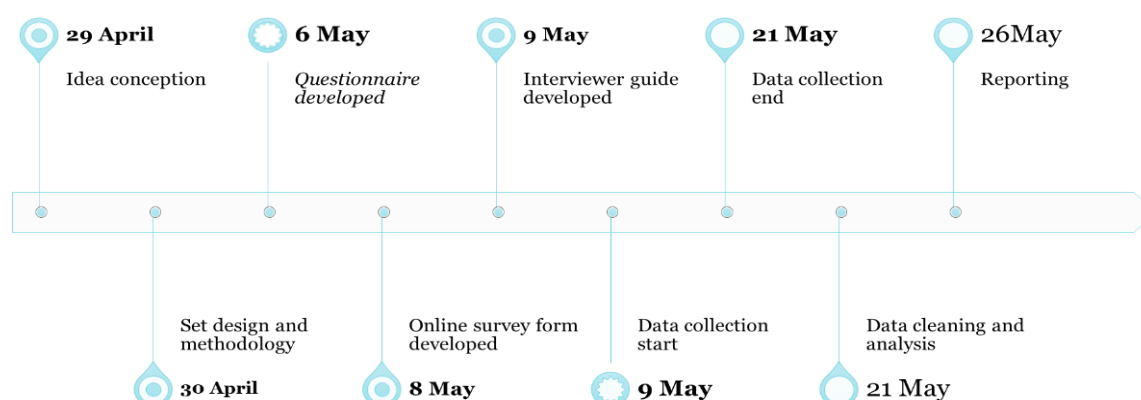 29 April
Idea conception
6 May
Questionnaire
developed
9 May
Interviewer guide
developed
21 May
Data collection
end
26May
Reporting
Set design and
methodology
30 April
Online survey form
developed
8 May
Data collection
start
9 May
Data cleaning and
analysis
21 May